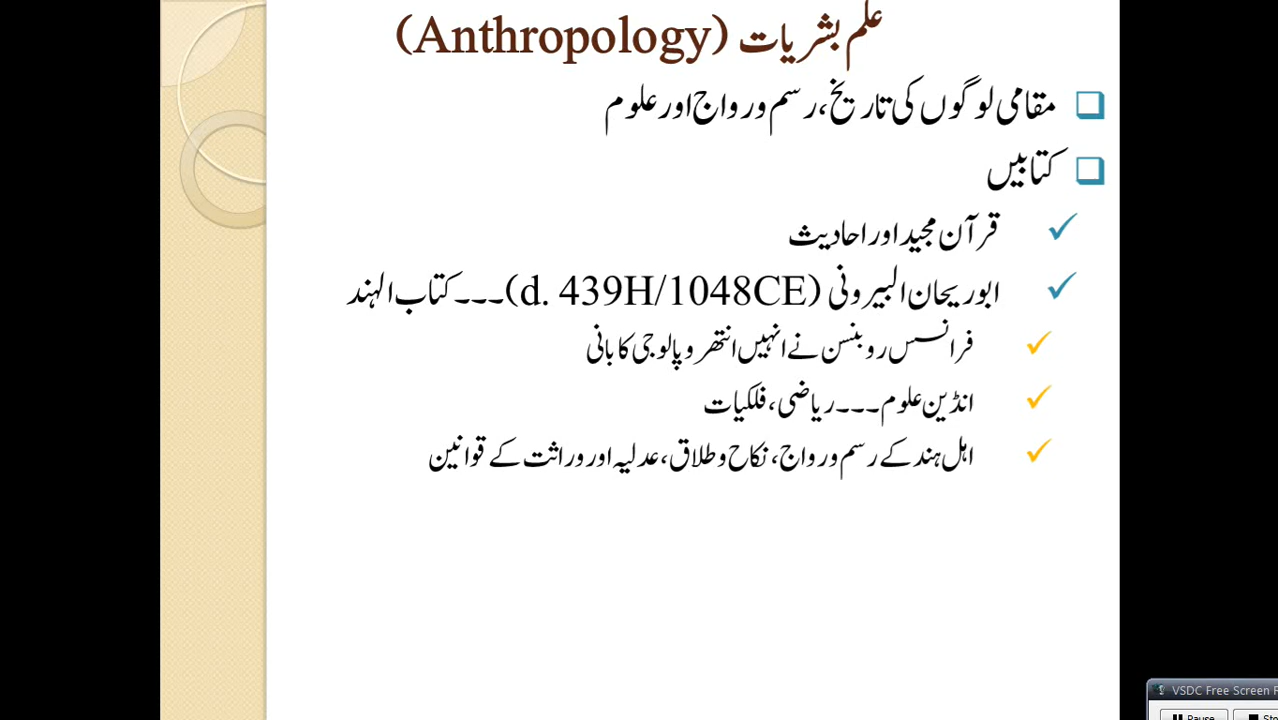 علم بشریات (Anthropology)
مقامی لوگوں کی تاریخ، رسم و رواج اور علوم
کتابیں
قرآن مجید اور احادیث
ابوریحان البیرونی (d. 439H/1048CE)۔۔۔کتاب الہند
فرانسس روبنسن نے انہیں انتھروپالوجی کا بانی
انڈین علوم۔۔۔ریاضی، فلکیات
اہل ہند کے رسم و رواج، نکاح و طلاق، عدلیہ اور وراثت کے قوانین
VSDC Free Screen
Pause